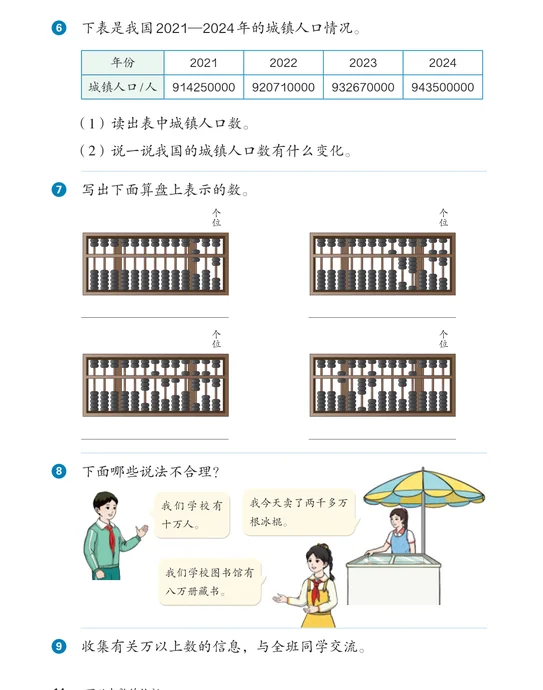 6 下表是我国2021—2024年的城镇人口情况。
年份 2021 2022 2023 2024
城镇人口/人 914250000 920710000 932670000 943500000
（1）读出表中城镇人口数。
（2）说一说我国的城镇人口数有什么变化。
7 写出下面算盘上表示的数。
个位 个位
个位 个位
8 下面哪些说法不合理？
我们学校有
十万人。
我今天卖了两千多万
根冰棍。
我们学校图书馆有
八万册藏书。
9 收集有关万以上数的信息，与全班同学交流。